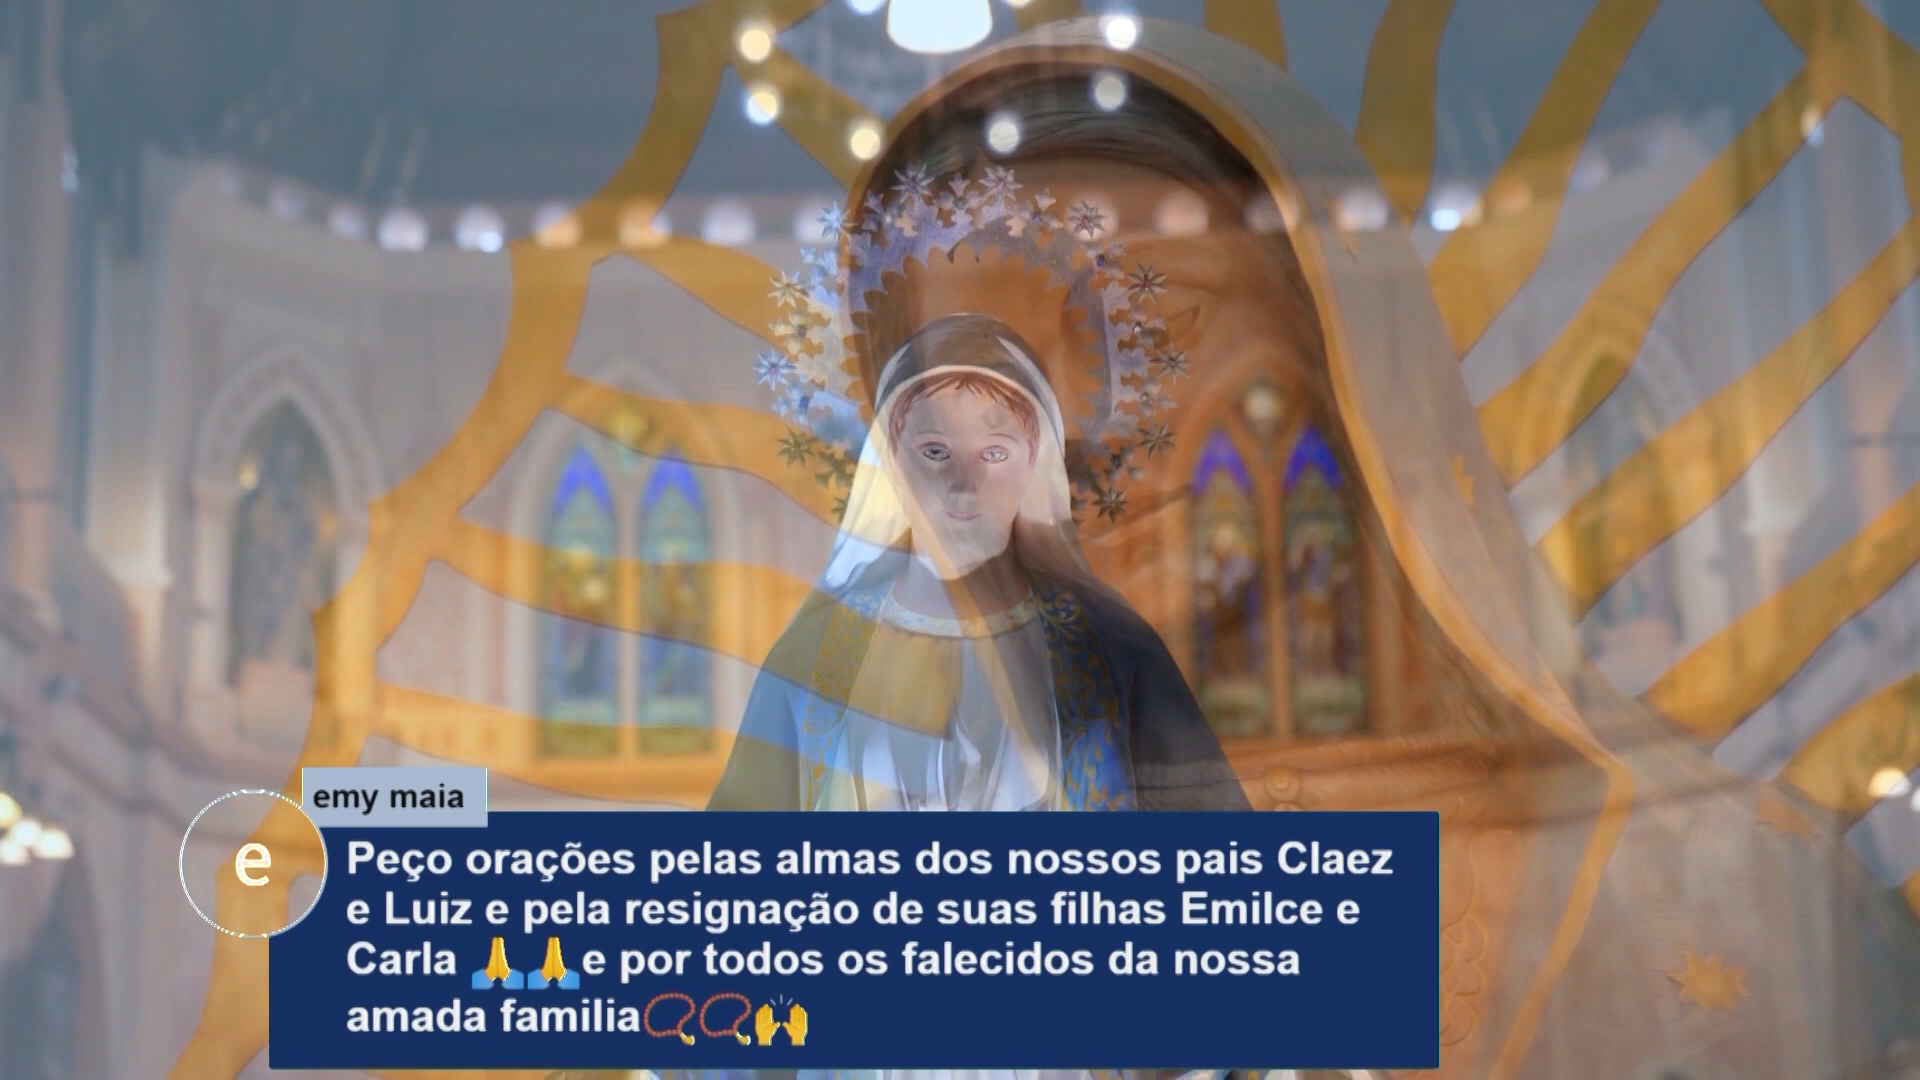 emy maia
e
Peço orações pelas almas dos nossos pais Claez
e Luiz e pela resignação de suas filhas Emilce e
Carla 🙏🙏e por todos os falecidos da nossa
amada familia📿📿🙌